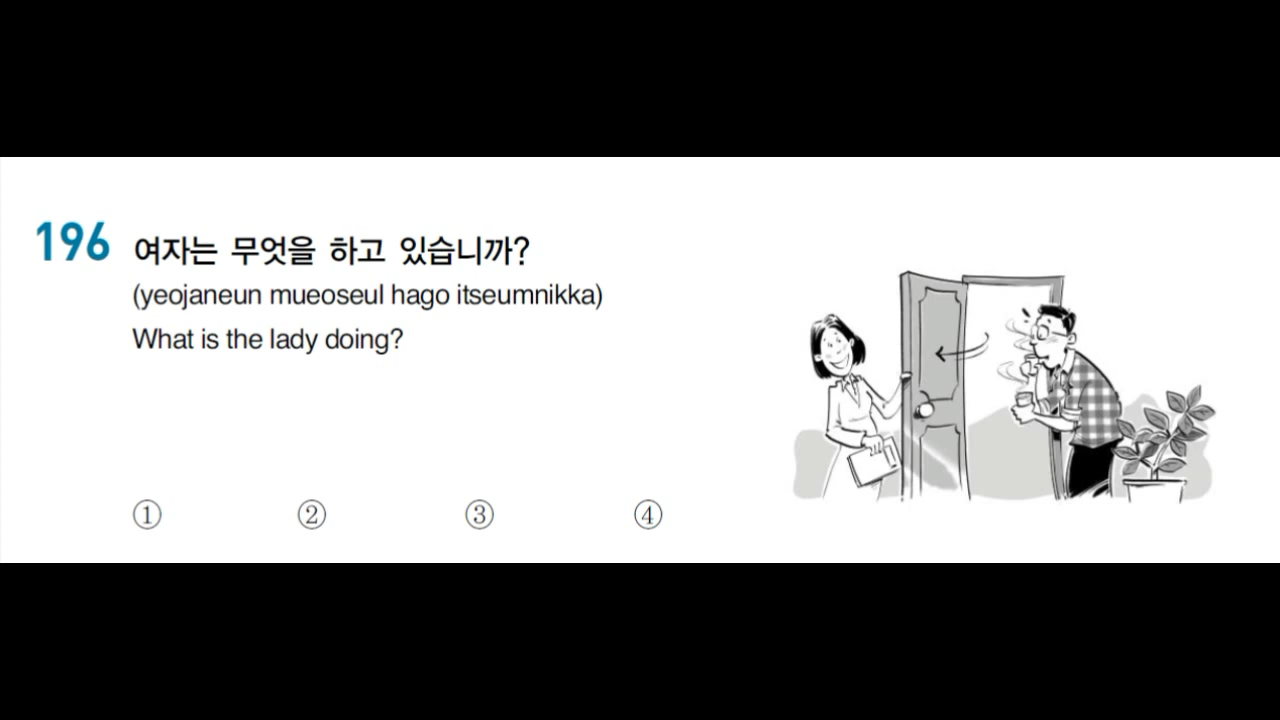 196 여자는 무엇을 하고 있습니까?
(yeojaneun mueoseul hago itseumnikka)
What is the lady doing?
① ② ③ ④